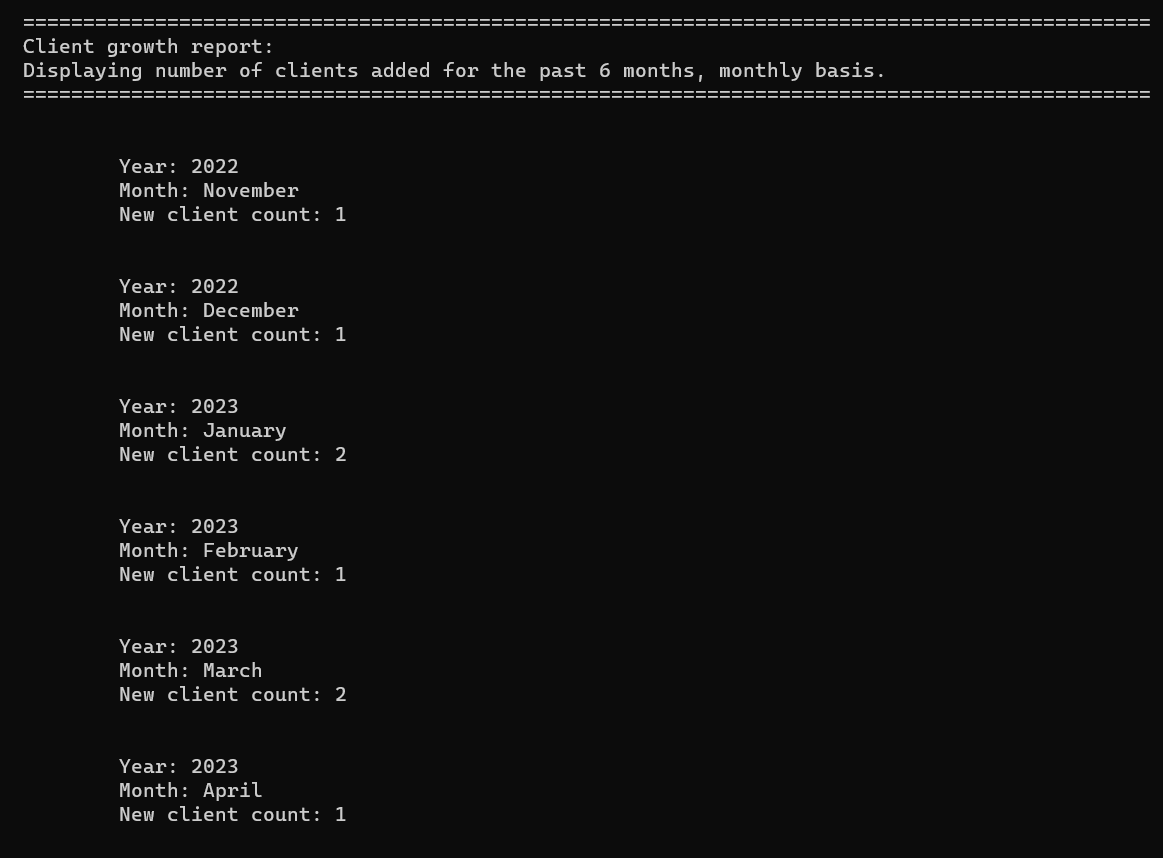 ==============================================================================================
Client growth report:
Displaying number of clients added for the past 6 months, monthly basis.
==============================================================================================
Year: 2022
Month: November
New client count: 1
Year: 2022
Month: December
New client count: 1
Year: 2023
Month: January
New client count: 2
Year: 2023
Month: February
New client count: 1
Year: 2023
Month: March
New client count: 2
Year: 2023
Month: April
New client count: 1